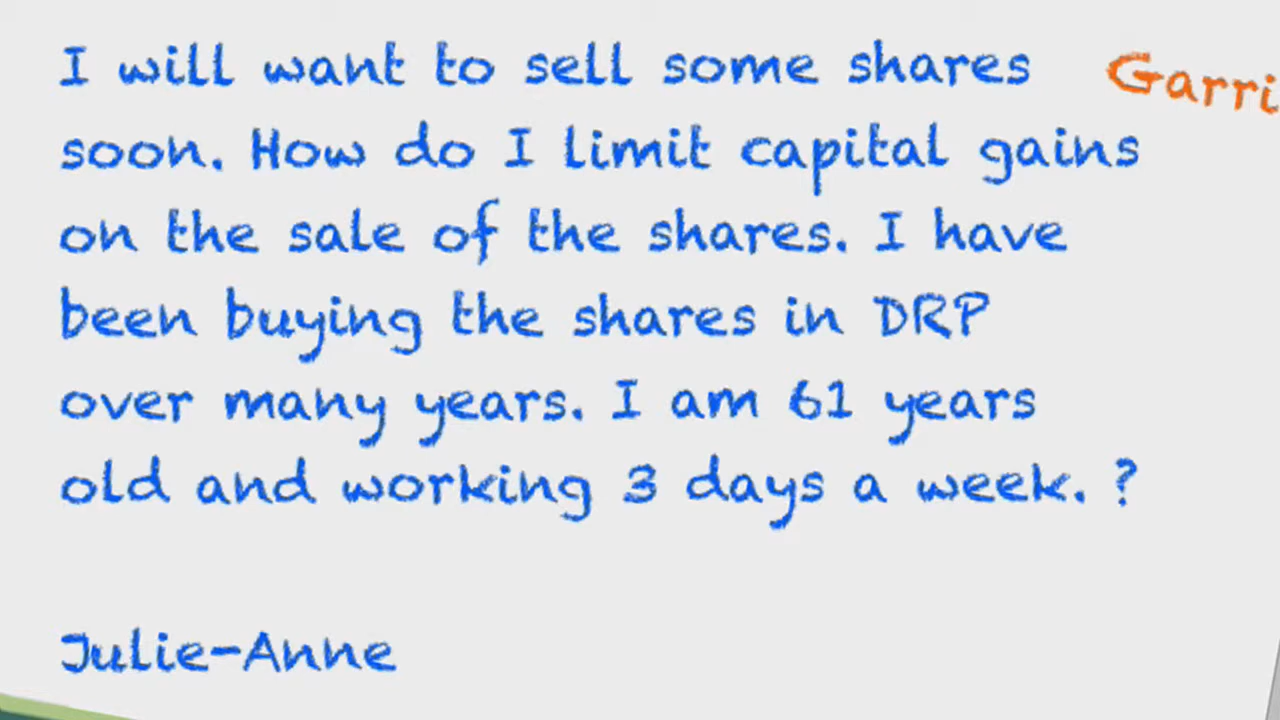 I will want to sell some shares
Garri
soon. How do I limit capital gains
on the sale of the shares. I have
been buying the shares in DRP
over many years. I am 61 years
old and working 3 days a week. ?
Julie-Anne